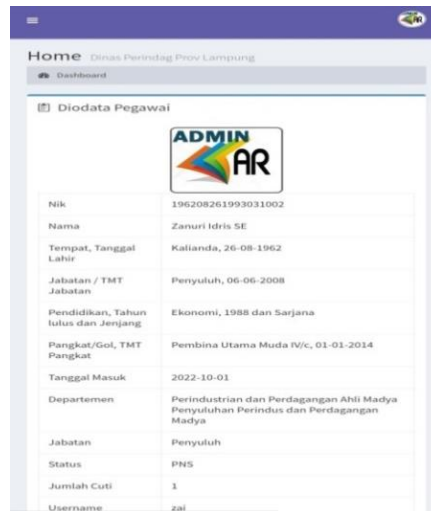 Home Dinas Perindag Prov Lampung
Dashboard
Diodata Pegawai
ADMIN
AR
Nik 196208261993031002
Nama Zanuri Idris SE
Tempat, Tanggal Kalianda, 26-08-1962
Lahir
Jabatan / TMT Penyuluh, 06-06-2008
Jabatan
Pendidikan, Tahun Ekonomi, 1988 dan Sarjana
lulus dan Jenjang
Pangkat/Gol, TMT Pembina Utama Muda IV/c, 01-01-2014
Pangkat
Tanggal Masuk 2022-10-01
Departemen Perindustrian dan Perdagangan Ahli Madya
Penyuluhan Perindus dan Perdagangan
Madya
Jabatan Penyuluh
Status PNS
Jumlah Cuti 1
Username zai